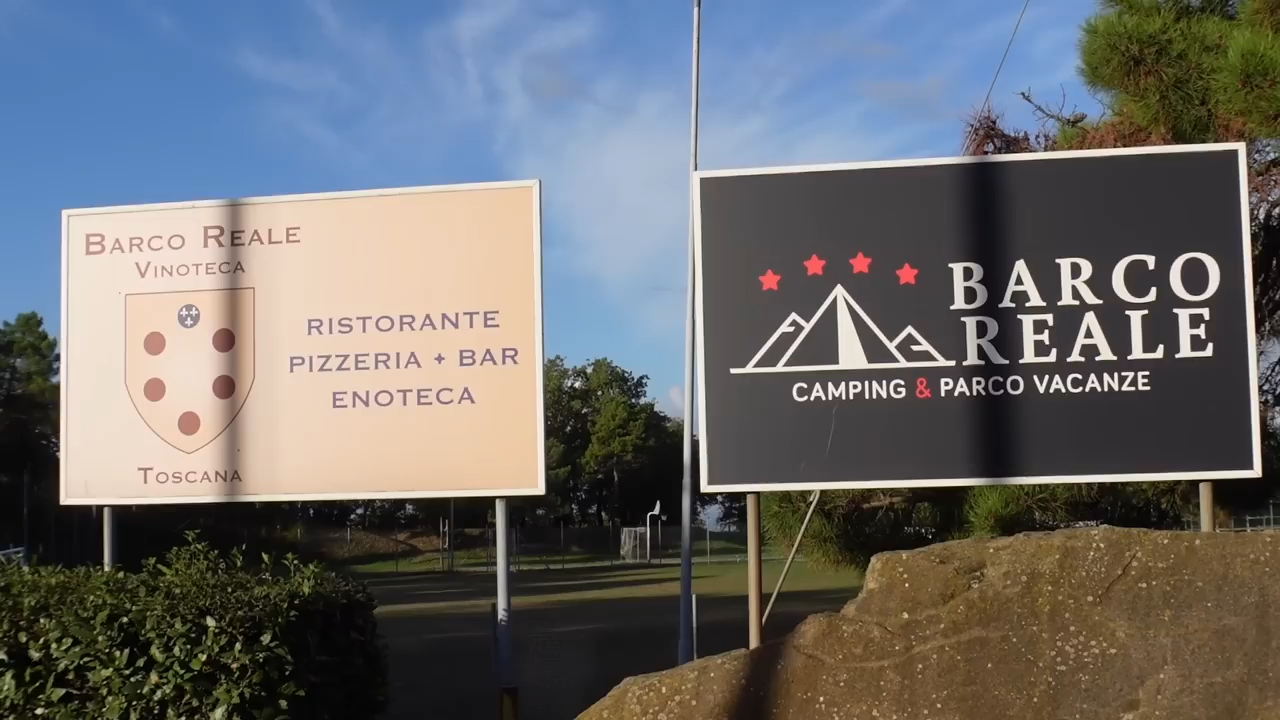 BARCO REALE
VINOTECA
TOSCANA
RISTORANTE
PIZZERIA + BAR
ENOTECA
BARCO
REALE
CAMPING & PARCO VACANZE